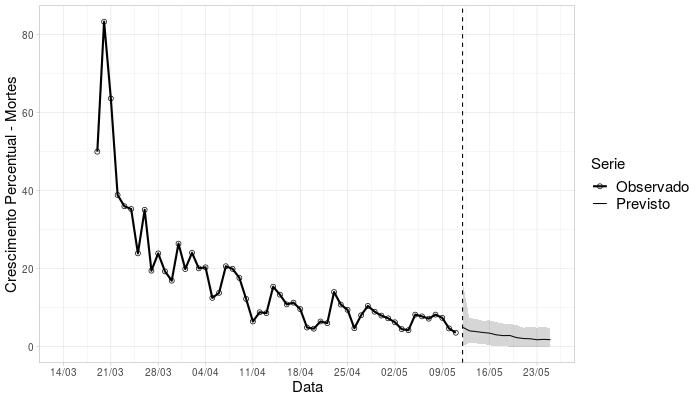 Crescimento Percentual - Mortes
80
60
40
20
0
14/03 21/03 28/03 04/04 11/04 18/04 25/04 02/05 09/05 16/05 23/05
Data
Serie
Observado
Previsto